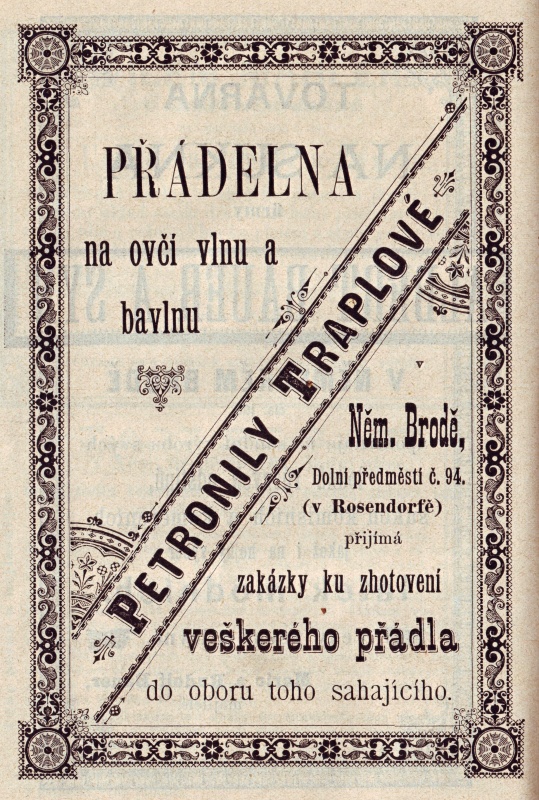 PŘÁDELNA
na ovčí vlnu a
bavlnu
PETRONILY TRAPLOVÉ
v
Něm. Brodě,
Dolní předměstí č. 94.
(v Rosendorfě)
přijímá
zakázky ku zhotovení
veškerého přádla
do oboru toho sahajícího.